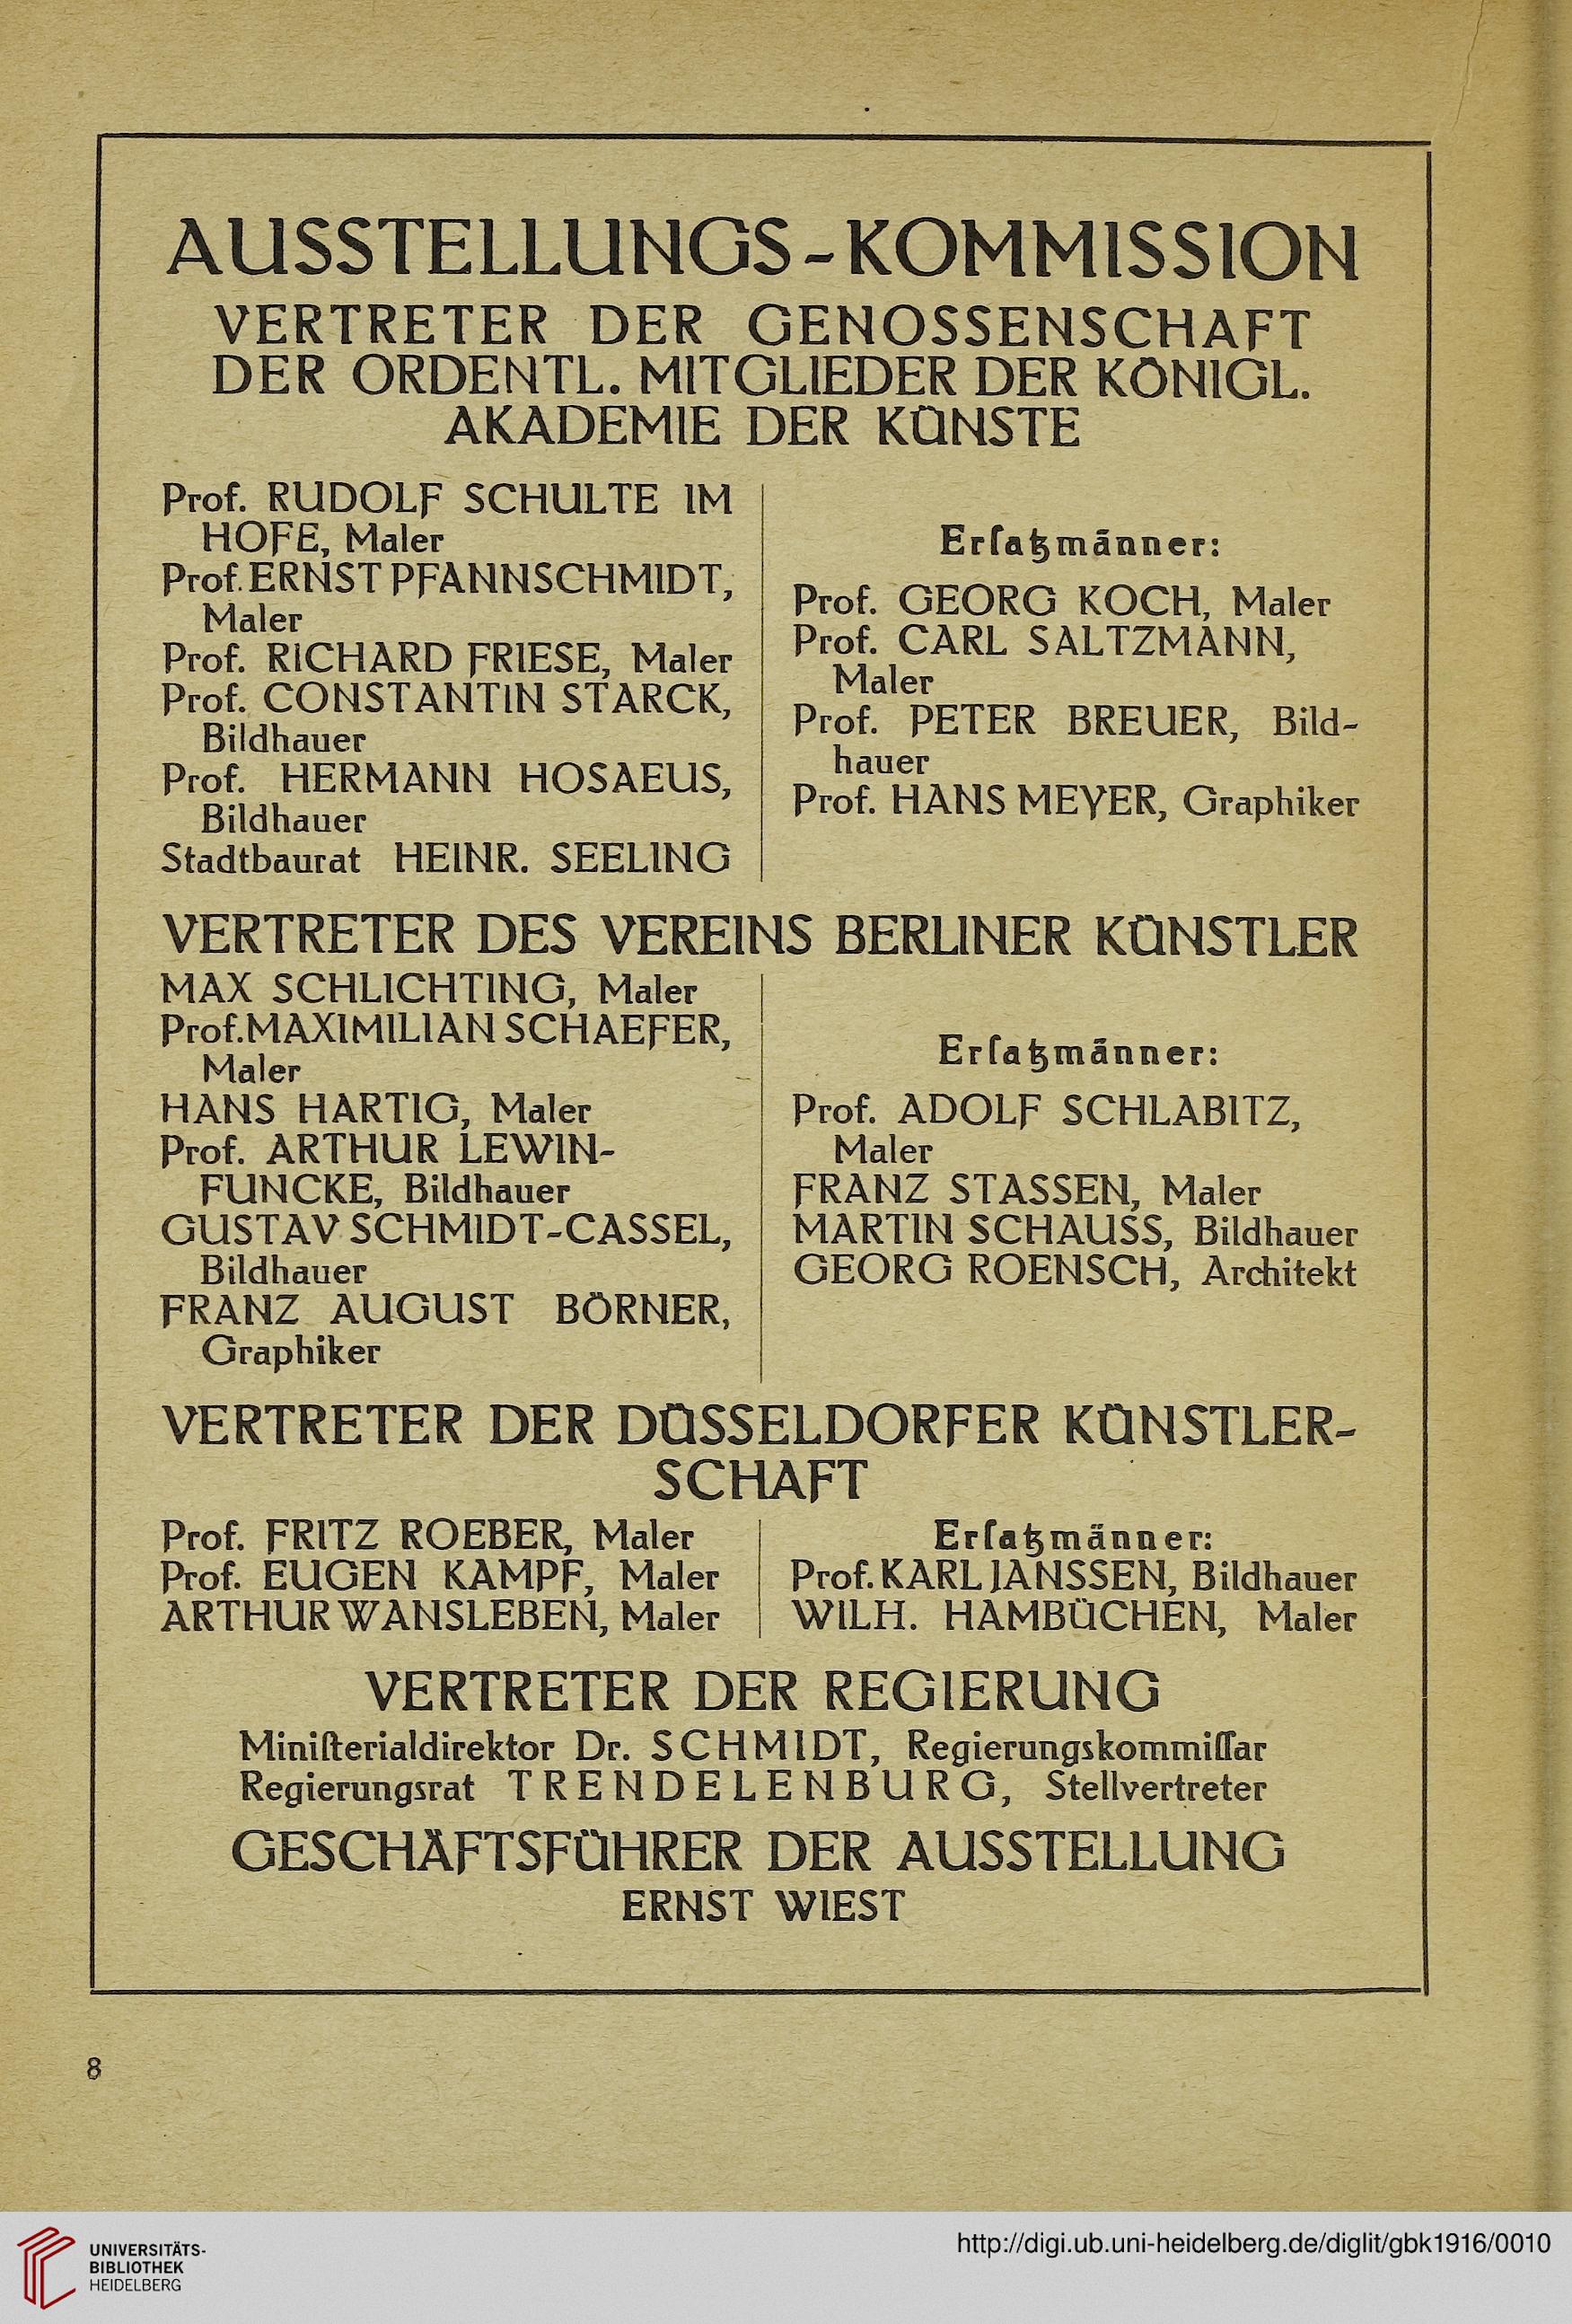 AUSSTELLUNGS-KOMMISSION
VERTRETER DER GENOSSENSCHAFT
DER ORDENTL. MITGLIEDER DER KÖNIGL.
AKADEMIE DER KÜNSTE
Prof. RUDOLF SCHULTE IM
HOFE, Maler
Prof. ERNST PFANNSCHMIDT,
Maler
Prof. RICHARD FRIESE, Maler
Prof. CONSTANTIN STARCK,
Bildhauer
Prof. HERMANN HOSAEUS,
Bildhauer
Stadtbaurat HEINR. SEELING
Erſatzmänner:
Prof. GEORG KOCH, Maler
Prof. CARL SALTZMANN,
Maler
Prof. PETER BREUER, Bild-
hauer
Prof. HANS MEYER, Graphiker
VERTRETER DES VEREINS BERLINER KÜNSTLER
MAX SCHLICHTING, Maler
Prof. MAXIMILIAN SCHAEFER,
Maler
HANS HARTIG, Maler
Prof. ARTHUR LEWIN-
FUNCKE, Bildhauer
GUSTAV SCHMIDT-CASSEL,
Bildhauer
FRANZ AUGUST BÖRNER,
Graphiker
Erſatzmänner:
Prof. ADOLF SCHLABITZ,
Maler
FRANZ STASSEN, Maler
MARTIN SCHAUSS, Bildhauer
GEORG ROENSCH, Architekt
VERTRETER DER DÜSSELDORFER KÜNSTLER-
SCHAFT
Prof. FRITZ ROEBER, Maler
Prof. EUGEN KAMPF, Maler
ARTHUR WANSLEBEN, Maler
Erſatzmänner:
Prof. KARL JANSSEN, Bildhauer
WILH. HAMBÜCHEN, Maler
VERTRETER DER REGIERUNG
Miniſterialdirektor Dr. SCHMIDT, Regierungskommiſſar
Regierungsrat TRENDELENBURG, Stellvertreter
GESCHÄFTSFÜHRER DER AUSSTELLUNG
ERNST WIEST
8
UNIVERSITÄTS-
BIBLIOTHEK
HEIDELBERG
http://digi.ub.uni-heidelberg.de/diglit/gbk1916/0010